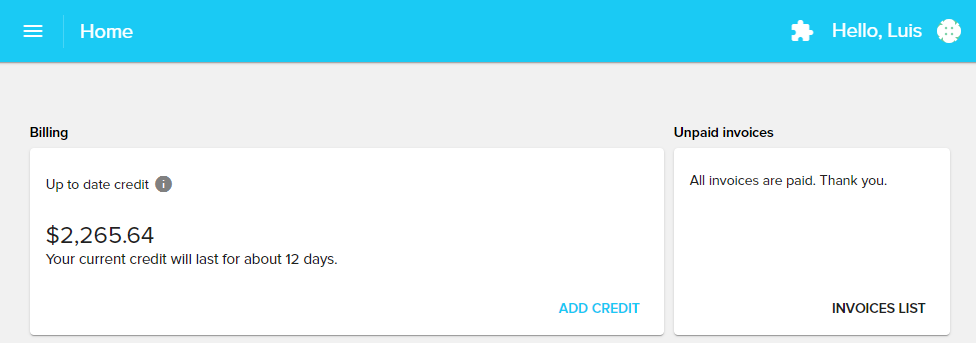 Home
Hello, Luis
Billing
Up to date credit
$2,265.64
Your current credit will last for about 12 days.
ADD CREDIT
Unpaid invoices
All invoices are paid. Thank you.
INVOICES LIST